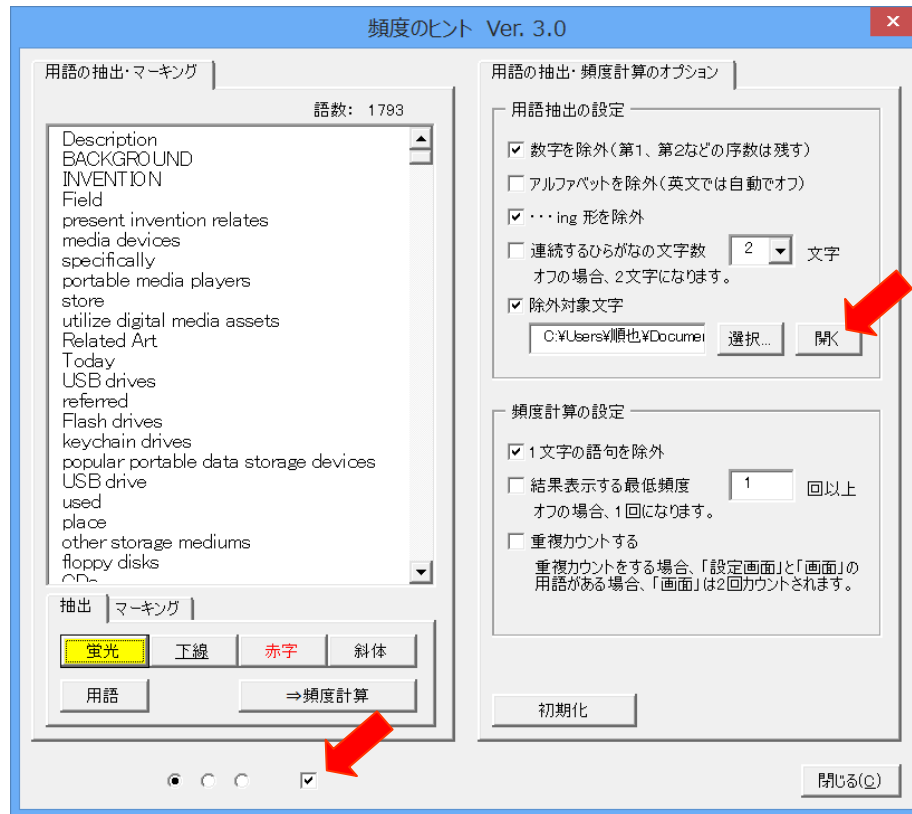 頻度のヒント Ver. 3.0
用語の抽出・マーキング
語数: 1793
Description
BACKGROUND
INVENTION
Field
present invention relates
media devices
specifically
portable media players
store
utilize digital media assets
Related Art
Today
USB drives
referred
Flash drives
keychain drives
popular portable data storage devices
USB drive
used
place
other storage mediums
floppy disks
CDs
抽出
マーキング
蛍光
下線
赤字
斜体
用語
⇒頻度計算
用語の抽出・頻度計算のオプション
用語抽出の設定
数字を除外(第1、第2などの序数は残す)
アルファベットを除外(英文では自動でオフ)
・・・ing 形を除外
連続するひらがなの文字数 2 文字
オフの場合、2文字になります。
除外対象文字
C:¥Users¥順也¥Documei 選択... 開く
頻度計算の設定
1文字の語句を除外
結果表示する最低頻度 1 回以上
オフの場合、1回になります。
重複カウントする
重複カウントをする場合、「設定画面」と「画面」の
用語がある場合、「画面」は2回カウントされます。
初期化
閉じる(C)